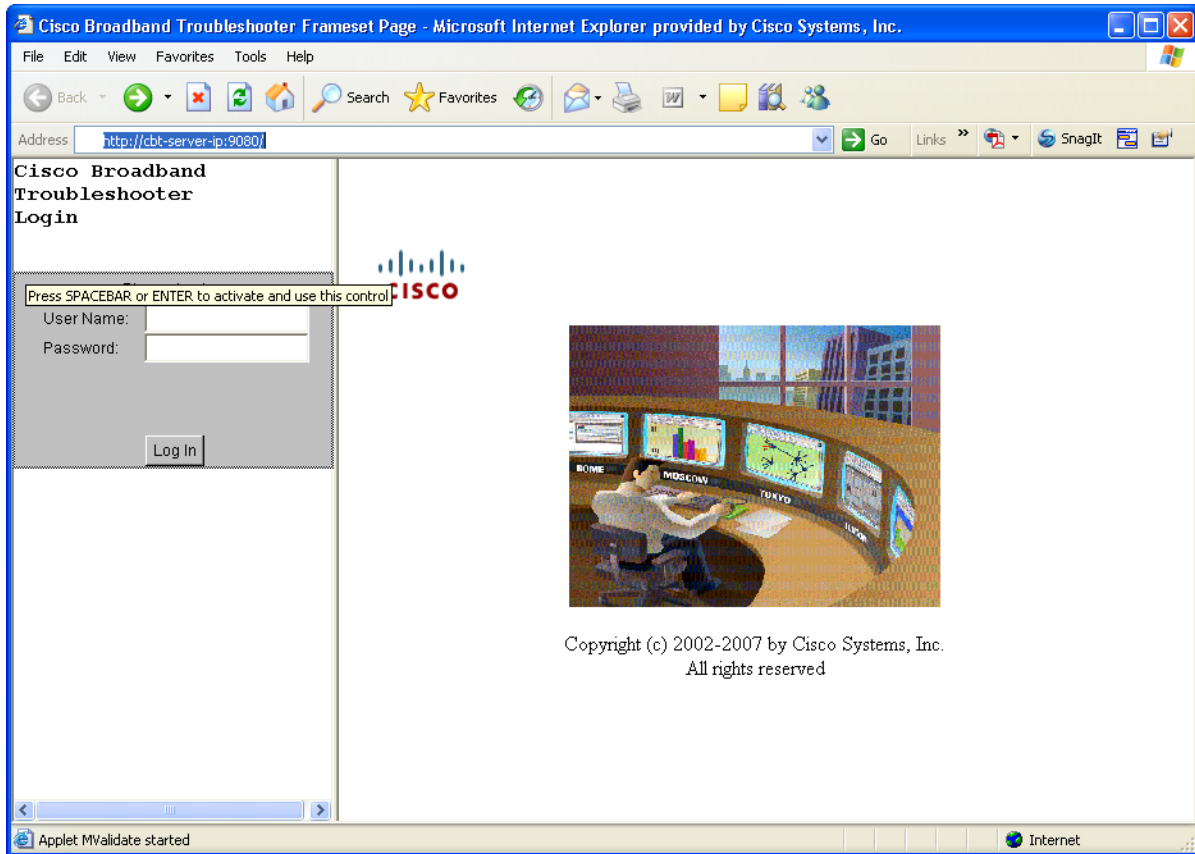 Cisco Broadband Troubleshooter Frameset Page - Microsoft Internet Explorer provided by Cisco Systems, Inc.
File Edit View Favorites Tools Help
Back Search Favorites
Address http://cbt-server-ip:9080/ Go Links » SnagIt
Cisco Broadband
Troubleshooter
Login
Press SPACEBAR or ENTER to activate and use this control
User Name:
Password:
Log In
CISCO
ROME MOSCOW TOKYO
Copyright (c) 2002-2007 by Cisco Systems, Inc.
All rights reserved
Applet MValidate started Internet